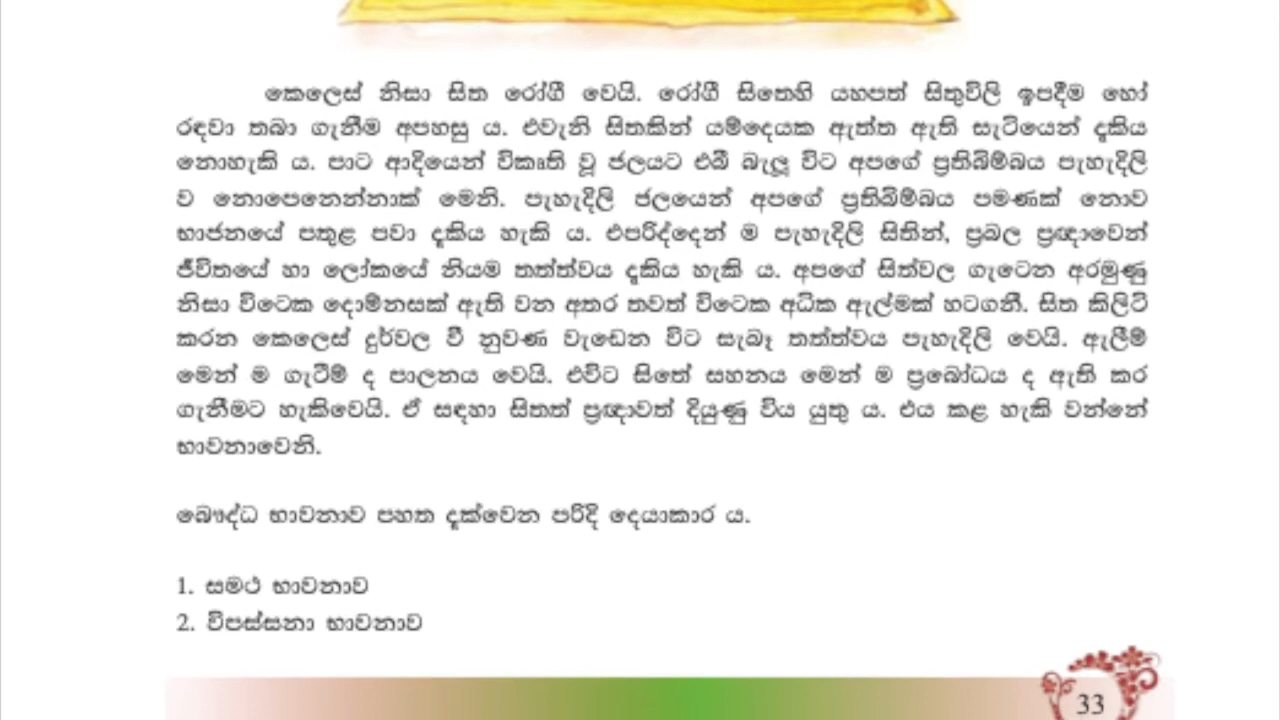 කෙලෙස් නිසා සිත රෝගී වෙයි. රෝගී සිතෙහි යහපත් සිතුවිලි ඉපදීම හෝ
රඳවා තබා ගැනීම අපහසු ය. එවැනි සිතකින් යම්දෙයක ඇත්ත ඇති සැටියෙන් දැකිය
නොහැකි ය. පාට ආදියෙන් විකෘති වූ ජලයට එබී බැලූ විට අපගේ ප්‍රතිබිම්බය පැහැදිලි
ව නොපෙනෙන්නාක් මෙනි. පැහැදිලි ජලයෙන් අපගේ ප්‍රතිබිම්බය පමණක් නොව
භාජනයේ පතුළ පවා දැකිය හැකි ය. එපරිද්දෙන් ම පැහැදිලි සිතින්, ප්‍රබල ප්‍රඥාවෙන්
ජීවිතයේ හා ලෝකයේ නියම තත්ත්වය දැකිය හැකි ය. අපගේ සිත්වල ගැටෙන අරමුණු
නිසා විටෙක දොම්නසක් ඇති වන අතර තවත් විටෙක අධික ඇල්මක් හටගනී. සිත කිලිටි
කරන කෙලෙස් දුර්වල වී නුවණ වැඩෙන විට සැබෑ තත්ත්වය පැහැදිලි වෙයි. ඇලීම්
මෙන් ම ගැටීම් ද පාලනය වෙයි. එවිට සිතේ සහනය මෙන් ම ප්‍රබෝධය ද ඇති කර
ගැනීමට හැකිවෙයි. ඒ සඳහා සිතත් ප්‍රඥාවත් දියුණු විය යුතු ය. එය කළ හැකි වන්නේ
භාවනාවෙනි.
බෞද්ධ භාවනාව පහත දැක්වෙන පරිදි දෙයාකාර ය.
1. සමථ භාවනාව
2. විපස්සනා භාවනාව
33